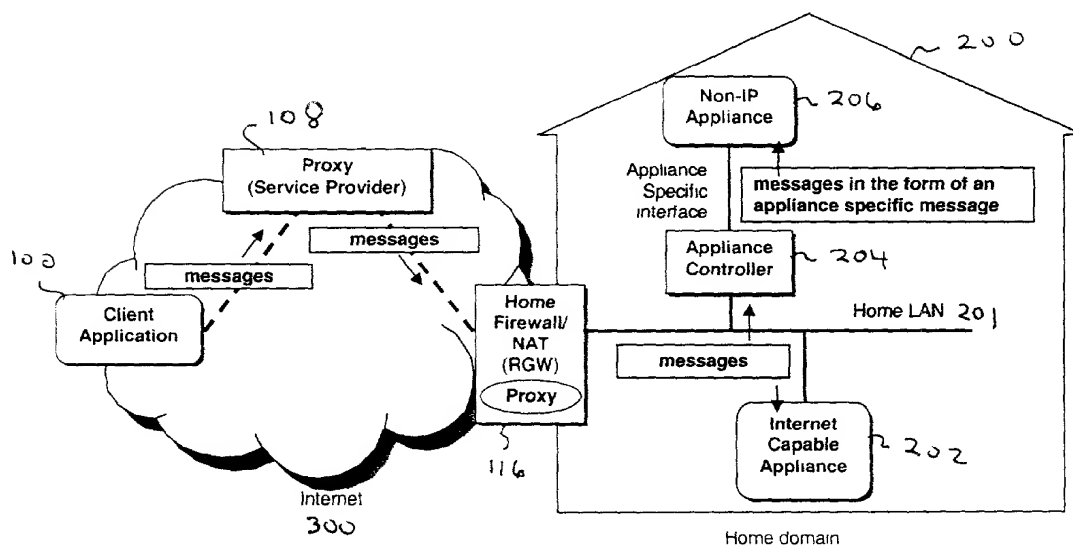 200
Non-IP
Appliance
206
108
Proxy
(Service Provider)
Appliance
Specific
interface
messages in the form of an
appliance specific message
messages
messages
100
Client
Application
Appliance
Controller
204
Home
Firewall/
NAT
(RGW)
Proxy
Home LAN 201
messages
116
Internet
Capable
Appliance
202
Internet
300
Home domain